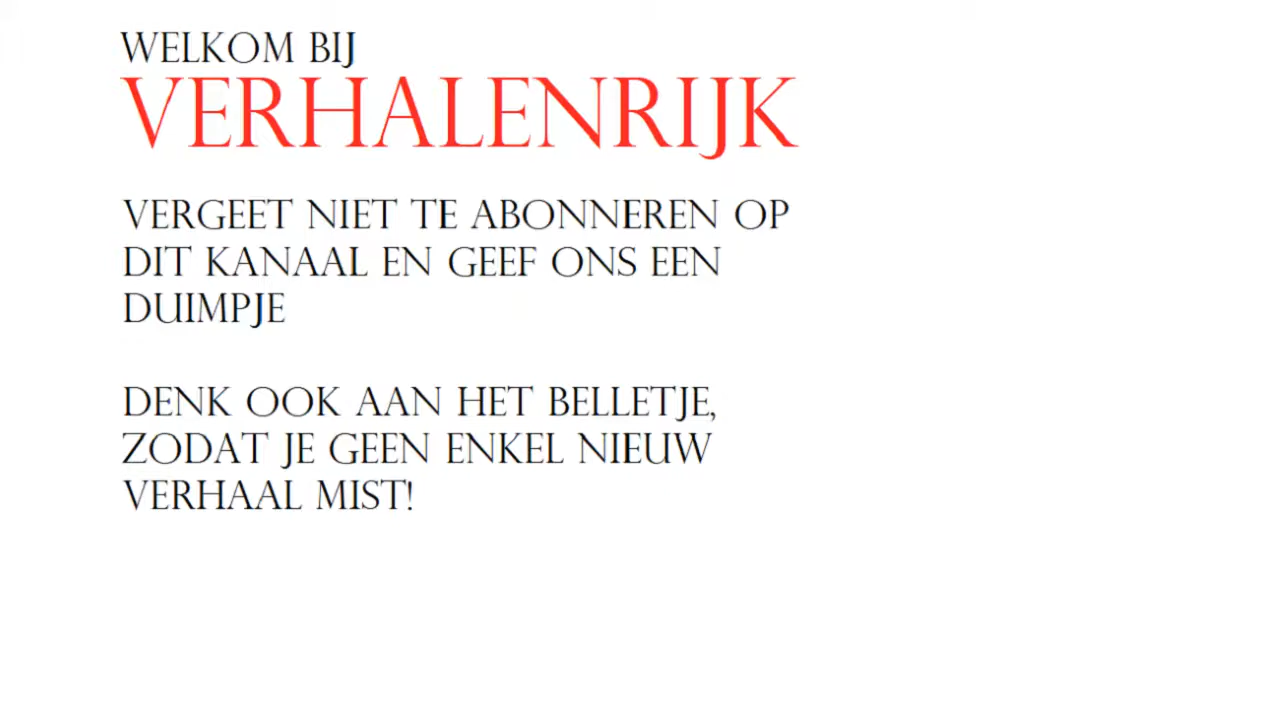 WELKOM BIJ
VERHALENRIJK
VERGEET NIET TE ABONNEREN OP
DIT KANAAL EN GEEF ONS EEN
DUIMPJE
DENK OOK AAN HET BELLETJE,
ZODAT JE GEEN ENKEL NIEUW
VERHAAL MIST!